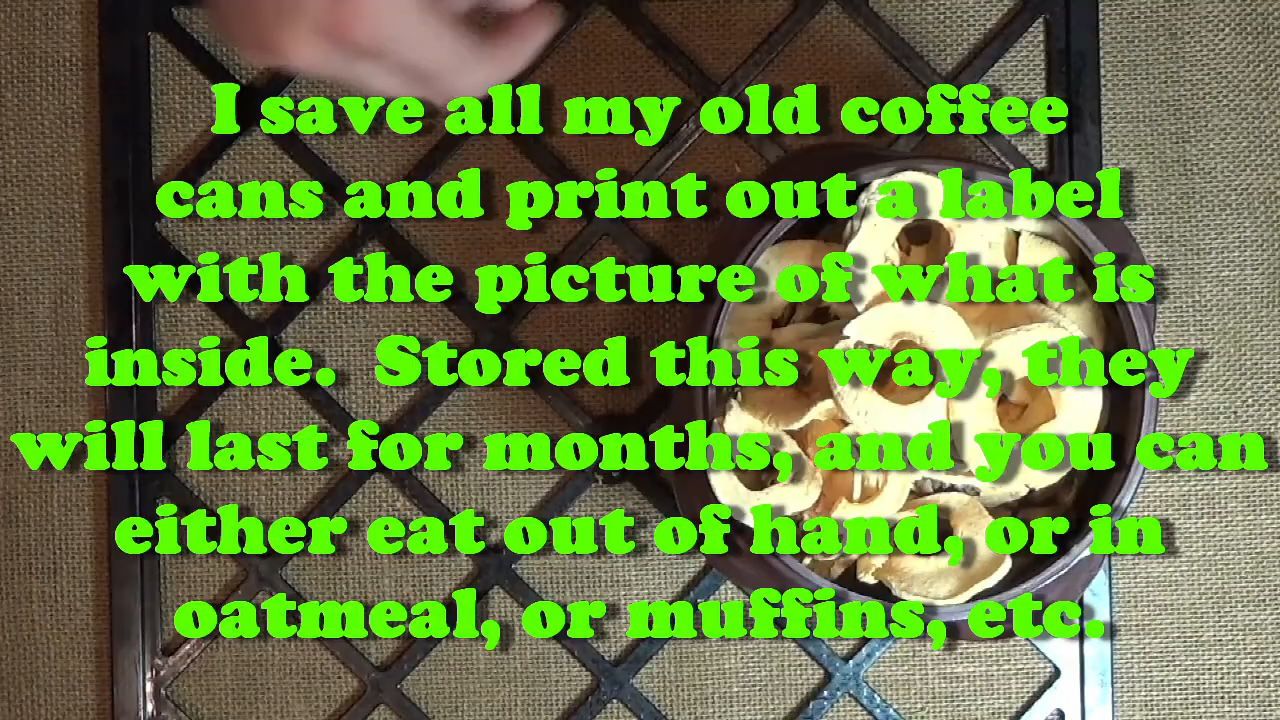 I save all my old coffee
cans and print out a label
with the picture of what is
inside.  Stored this way, they
will last for months, and you can
either eat out of hand, or in
oatmeal, or muffins, etc.